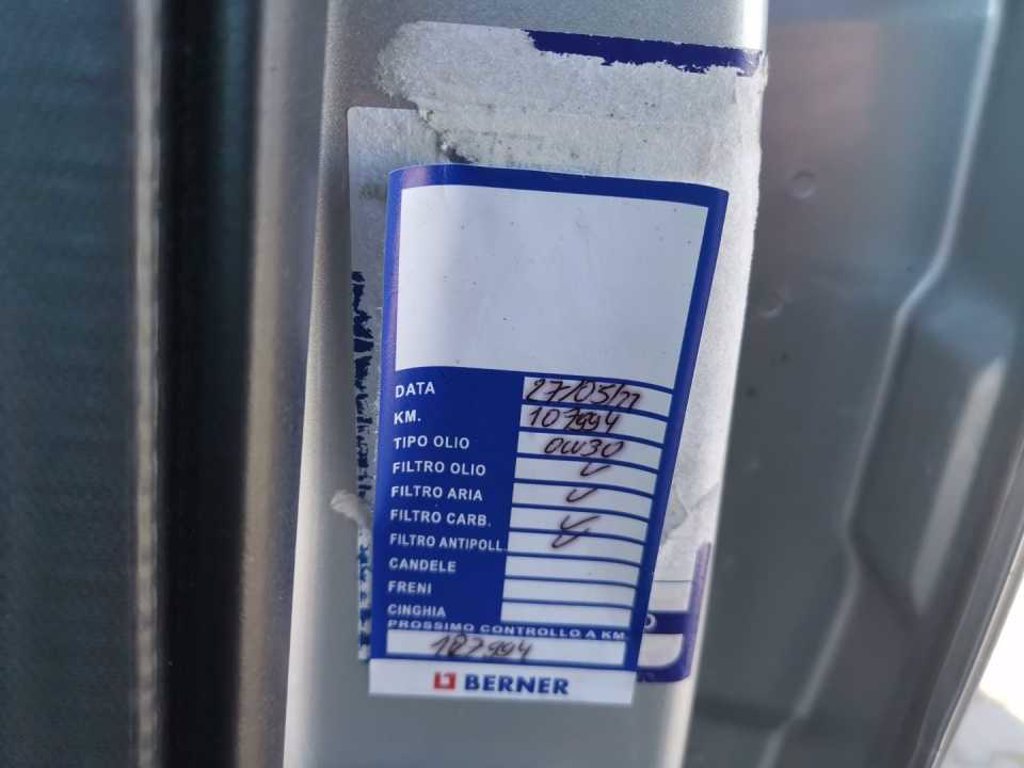 DATA 27/05/22
KM. 107994
TIPO OLIO 0W30
FILTRO OLIO ✓
FILTRO ARIA ✓
FILTRO CARB. ✓
FILTRO ANTIPOLL. ✓
CANDELE
FRENI
CINGHIA
PROSSIMO CONTROLLO A KM.
127994
BERNER